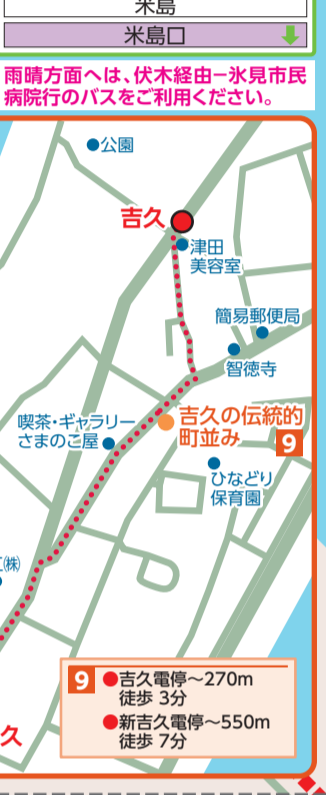 米島
米島口
雨晴方面へは、伏木経由ー氷見市民
病院行のバスをご利用ください。
公園
吉久
津田
美容室
簡易郵便局
智徳寺
吉久の伝統的
町並み
9
喫茶・ギャラリー
さまのこ屋
ひなどり
保育園
㈱
久
9
●吉久電停〜270m
徒歩 3分
●新吉久電停〜550m
徒歩 7分